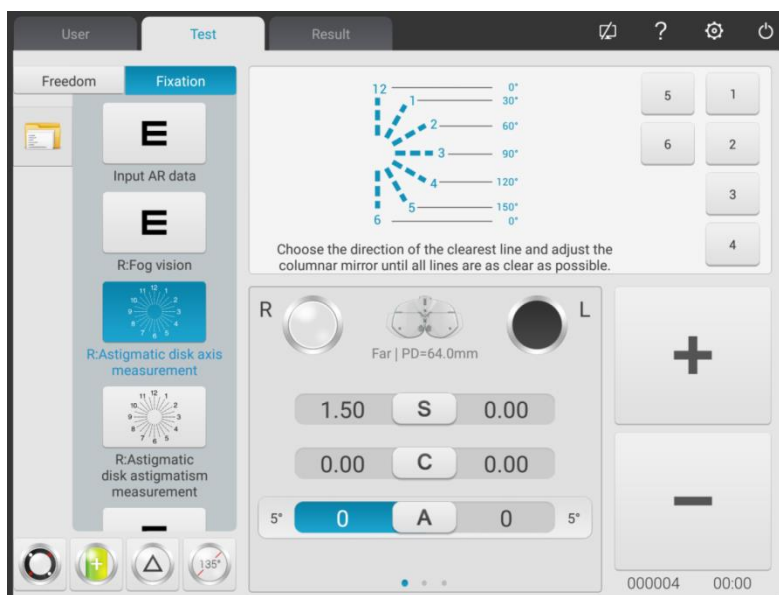 User
Test
Result
?
Freedom
Fixation
E
Input AR data
E
R:Fog vision
R:Astigmatic disk axis
measurement
R:Astigmatic
disk astigmatism
measurement
135°
12 0°
1 30°
2 60°
3 90°
4 120°
5 150°
6 0°
Choose the direction of the clearest line and adjust the
columnar mirror until all lines are as clear as possible.
5 1
6 2
3
4
R L
Far | PD=64.0mm
1.50 S 0.00
0.00 C 0.00
5° 0 A 0 5°
+
−
000004 00:00